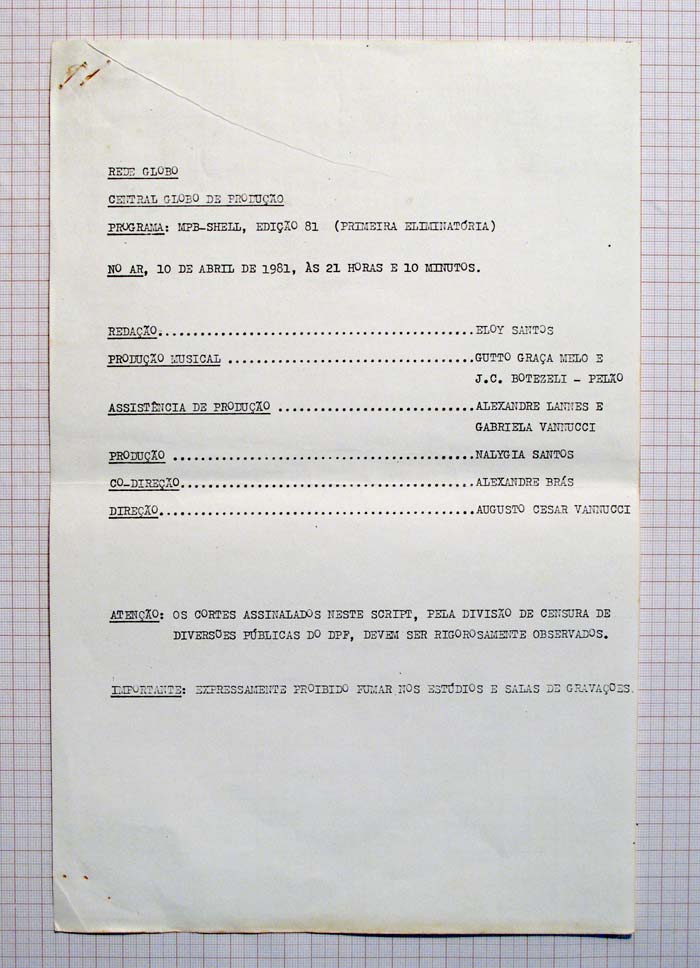 REDE GLOBO
CENTRAL GLOBO DE PRODUÇÃO
PROGRAMA: MPB-SHELL, EDIÇÃO 81 (PRIMEIRA ELIMINATÓRIA)
NO AR, 10 DE ABRIL DE 1981, ÀS 21 HORAS E 10 MINUTOS.
REDAÇÃO.............................................ELOY SANTOS
PRODUÇÃO MUSICAL ...................................GUTTO GRAÇA MELO E
J.C. BOTEZELI - PELÃO
ASSISTÊNCIA DE PRODUÇÃO ............................ALEXANDRE LANNES E
GABRIELA VANNUCCI
PRODUÇÃO ...........................................NALYGIA SANTOS
CO-DIREÇÃO..........................................ALEXANDRE BRÁS
DIREÇÃO.............................................AUGUSTO CESAR VANNUCCI
ATENÇÃO: OS CORTES ASSINALADOS NESTE SCRIPT, PELA DIVISÃO DE CENSURA DE
DIVERSÕES PÚBLICAS DO DPF, DEVEM SER RIGOROSAMENTE OBSERVADOS.
IMPORTANTE: EXPRESSAMENTE PROIBIDO FUMAR NOS ESTÚDIOS E SALAS DE GRAVAÇÕES.